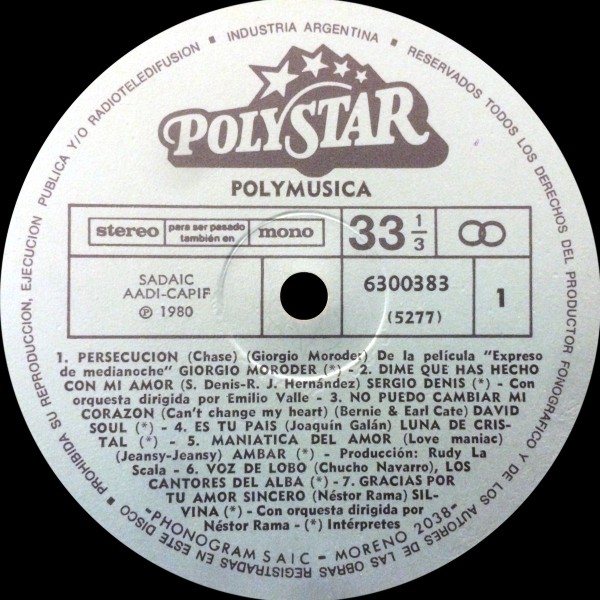 INDUSTRIA ARGENTINA ▪ RESERVADOS TODOS LOS DERECHOS DEL PRODUCTOR FONOGRAFICO Y DE LOS AUTORES DE LAS OBRAS REGISTRADAS EN ESTE DISCO ▪ PROHIBIDA SU REPRODUCCION, EJECUCION PUBLICA Y/O RADIOTELEDIFUSION ▪
POLYSTAR
POLYMUSICA
stereo para ser pasado también en mono
33 1/3
SADAIC
AADI-CAPIF
℗ 1980
6300383
(5277)
1
1. PERSECUCION (Chase) (Giorgio Moroder) De la película "Expreso
de medianoche" GIORGIO MORODER (*) - 2. DIME QUE HAS HECHO
CON MI AMOR (S. Denis-R. J. Hernández) SERGIO DENIS (*) - Con
orquesta dirigida por Emilio Valle - 3. NO PUEDO CAMBIAR MI
CORAZON (Can't change my heart) (Bernie & Earl Cate) DAVID
SOUL (*) - 4. ES TU PAIS (Joaquín Galán) LUNA DE CRIS-
TAL (*) - 5. MANIATICA DEL AMOR (Love maniac)
(Jeansy-Jeansy) AMBAR (*) - Producción: Rudy La
Scala - 6. VOZ DE LOBO (Chucho Navarro), LOS
CANTORES DEL ALBA (*) - 7. GRACIAS POR
TU AMOR SINCERO (Néstor Rama) SIL-
VINA (*) - Con orquesta dirigida por
Néstor Rama - (*) Intérpretes
-PHONOGRAM SAIC - MORENO 2038-